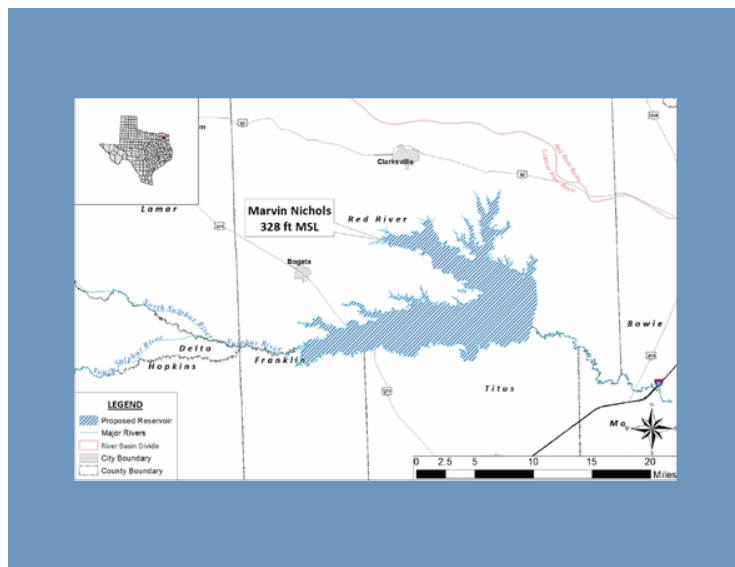 Clarksville
Lamar
Marvin Nichols
328 ft MSL
Red River
Bogata
North Sulphur River
South Sulphur River
Sulphur River
Delta
Hopkins
Franklin
Bowie
Titus
Mo
LEGEND
Proposed Reservoir
Major Rivers
River Basin Divide
City Boundary
County Boundary
0 2.5 5 10 15 20
Miles